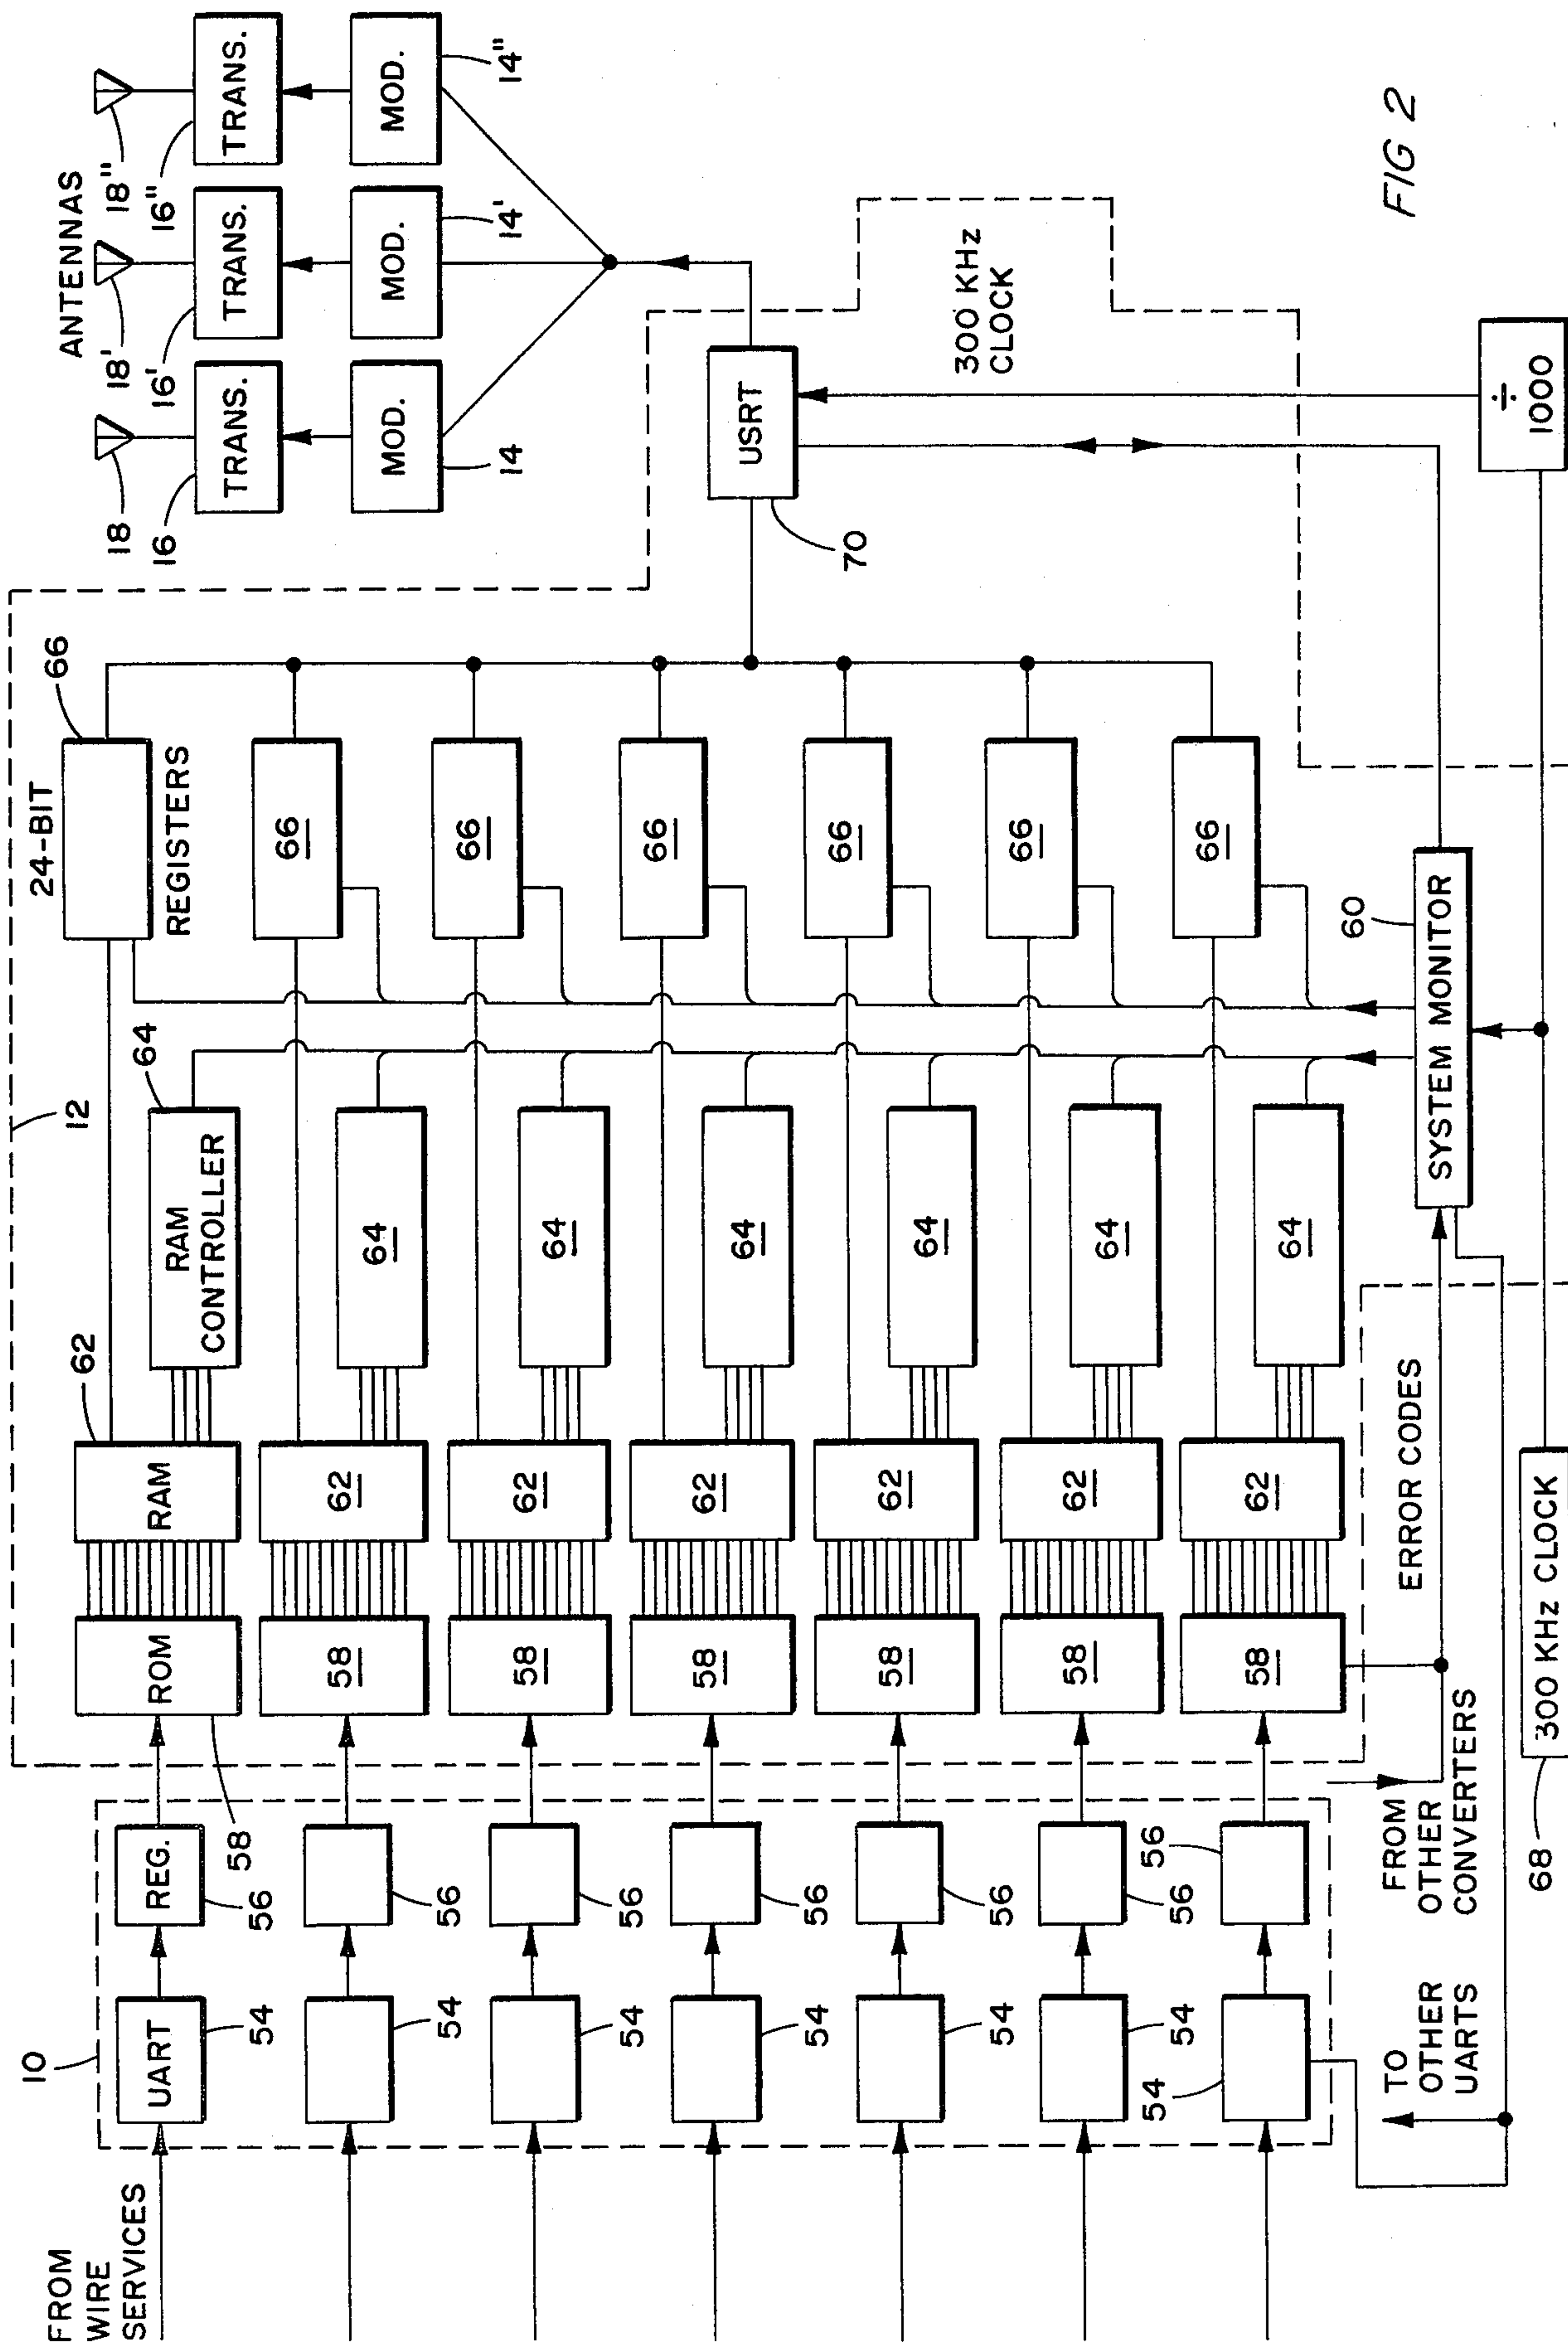 FROM
WIRE
SERVICES
10
UART
54
REG.
56
58
ROM
62
RAM
12
64
RAM
CONTROLLER
24-BIT
66
REGISTERS
ANTENNAS
18
18'
18"
16
TRANS.
16'
TRANS.
16"
TRANS.
MOD.
14
MOD.
14'
MOD.
14"
54
56
58
62
64
66
54
56
58
62
64
66
54
56
58
62
64
66
54
56
58
62
64
66
54
56
58
62
64
66
54
56
58
62
64
66
USRT
70
300 KHz
CLOCK
TO
OTHER
UARTS
FROM
OTHER
CONVERTERS
ERROR CODES
SYSTEM MONITOR
60
68
300 KHz CLOCK
÷
1000
FIG 2